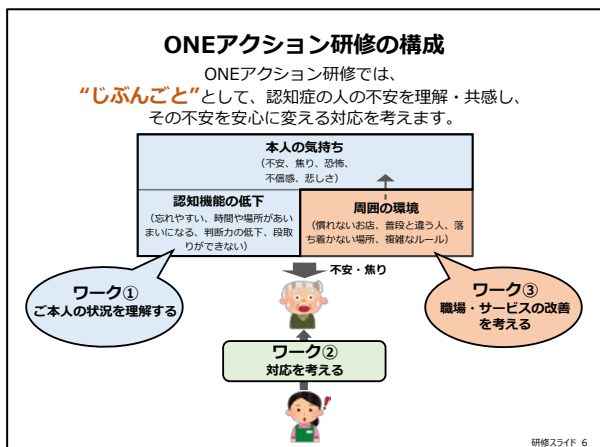 ONEアクション研修の構成
ONEアクション研修では、
“じぶんごと”として、認知症の人の不安を理解・共感し、
その不安を安心に変える対応を考えます。
本人の気持ち
（不安、焦り、恐怖、
不信感、悲しさ）
認知機能の低下
（忘れやすい、時間や場所があい
まいになる、判断力の低下、段取
りができない）
周囲の環境
（慣れないお店、普段と違う人、落
ち着かない場所、複雑なルール）
ワーク①
ご本人の状況を理解する
不安・焦り
ワーク③
職場・サービスの改善
を考える
ワーク②
対応を考える
研修スライド 6